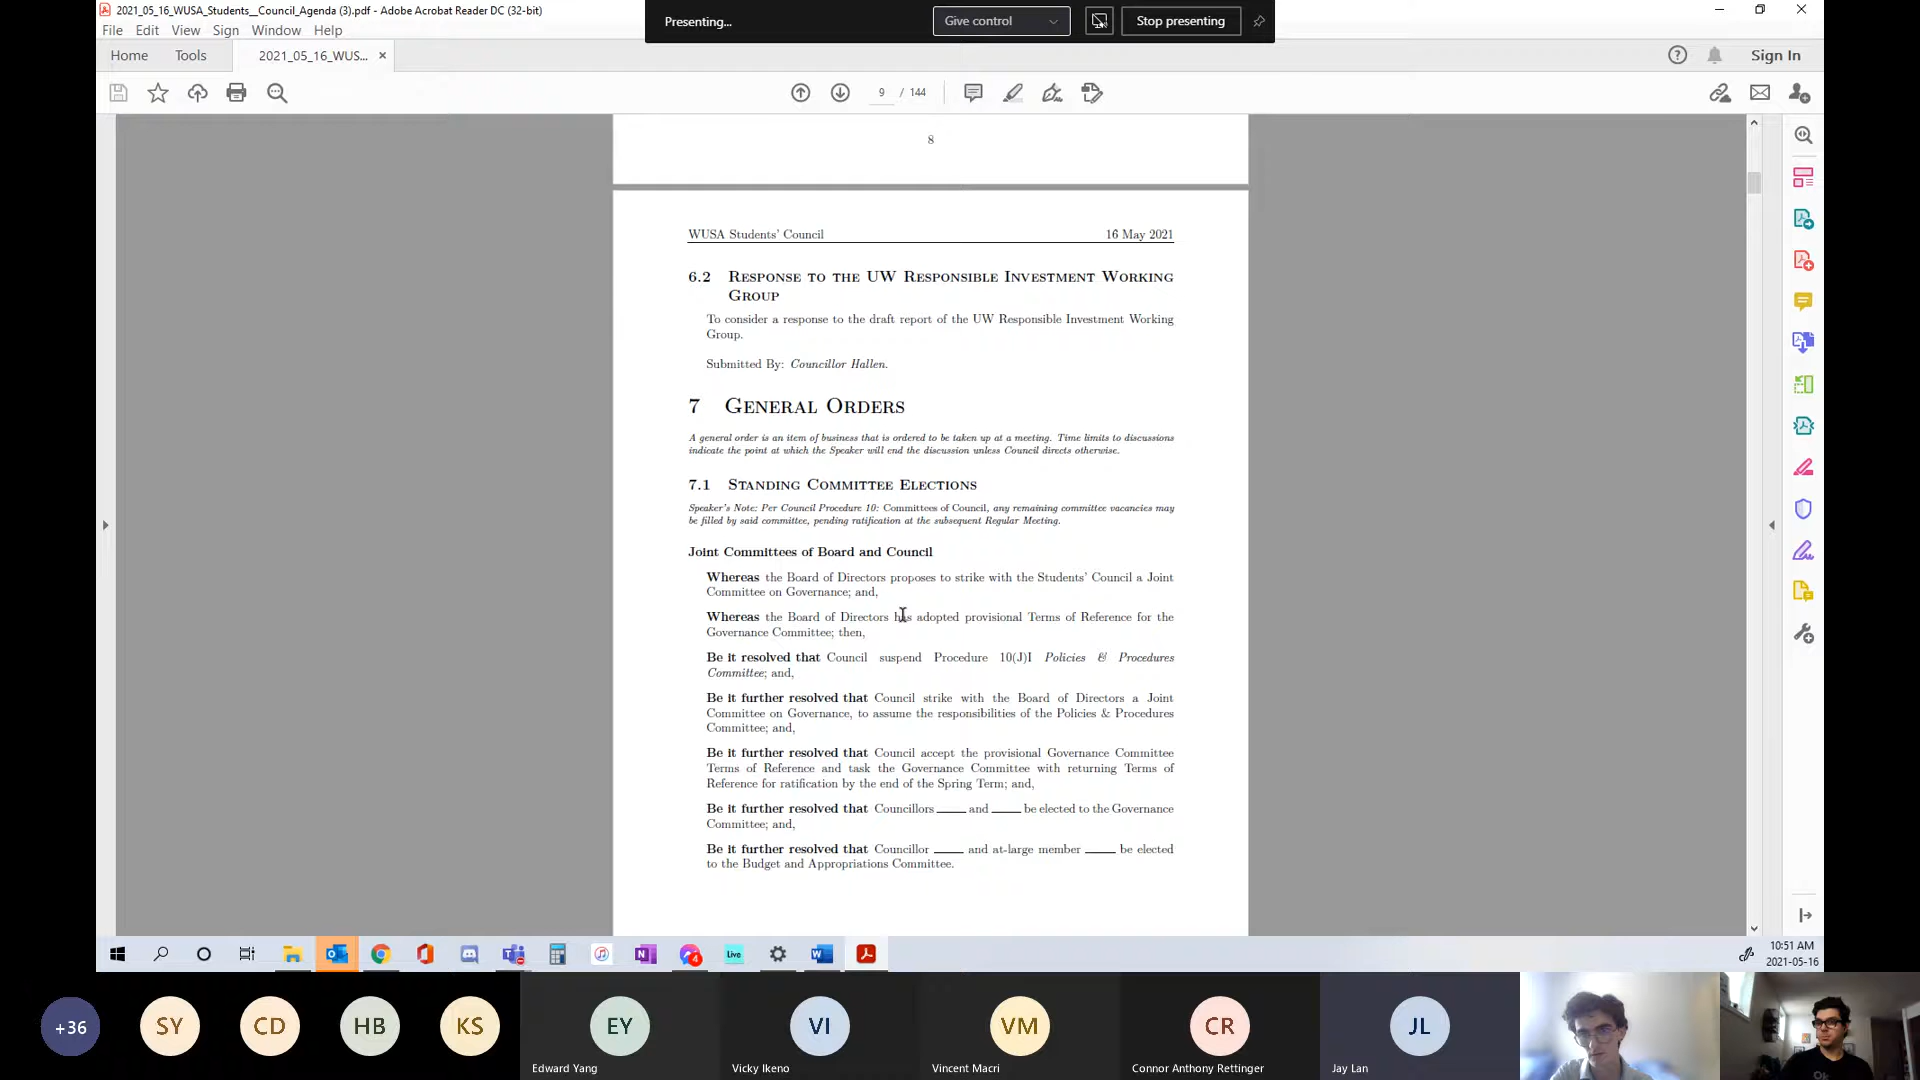 2021_05_16_WUSA_Students__Council_Agenda (3).pdf - Adobe Acrobat Reader DC (32-bit)
Presenting...
Give control
Stop presenting
File Edit View Sign Window Help
Home Tools 2021_05_16_WUS... × Sign In
9 / 144
8
WUSA Students' Council 16 May 2021
6.2 Response to the UW Responsible Investment Working
Group
To consider a response to the draft report of the UW Responsible Investment Working
Group.
Submitted By: Councillor Hallen.
7 General Orders
A general order is an item of business that is ordered to be taken up at a meeting. Time limits to discussions
indicate the point at which the Speaker will end the discussion unless Council directs otherwise.
7.1 Standing Committee Elections
Speaker's Note: Per Council Procedure 10: Committees of Council, any remaining committee vacancies may
be filled by said committee, pending ratification at the subsequent Regular Meeting.
Joint Committees of Board and Council
Whereas the Board of Directors proposes to strike with the Students' Council a Joint
Committee on Governance; and,
Whereas the Board of Directors has adopted provisional Terms of Reference for the
Governance Committee; then,
Be it resolved that Council suspend Procedure 10(J)I Policies & Procedures
Committee; and,
Be it further resolved that Council strike with the Board of Directors a Joint
Committee on Governance, to assume the responsibilities of the Policies & Procedures
Committee; and,
Be it further resolved that Council accept the provisional Governance Committee
Terms of Reference and task the Governance Committee with returning Terms of
Reference for ratification by the end of the Spring Term; and,
Be it further resolved that Councillors ____ and ____ be elected to the Governance
Committee; and,
Be it further resolved that Councillor ____ and at-large member ____ be elected
to the Budget and Appropriations Committee.
4
Live
10:51 AM
2021-05-16
+36 SY CD HB KS EY VI VM CR JL
Edward Yang Vicky Ikeno Vincent Macri Connor Anthony Rettinger Jay Lan